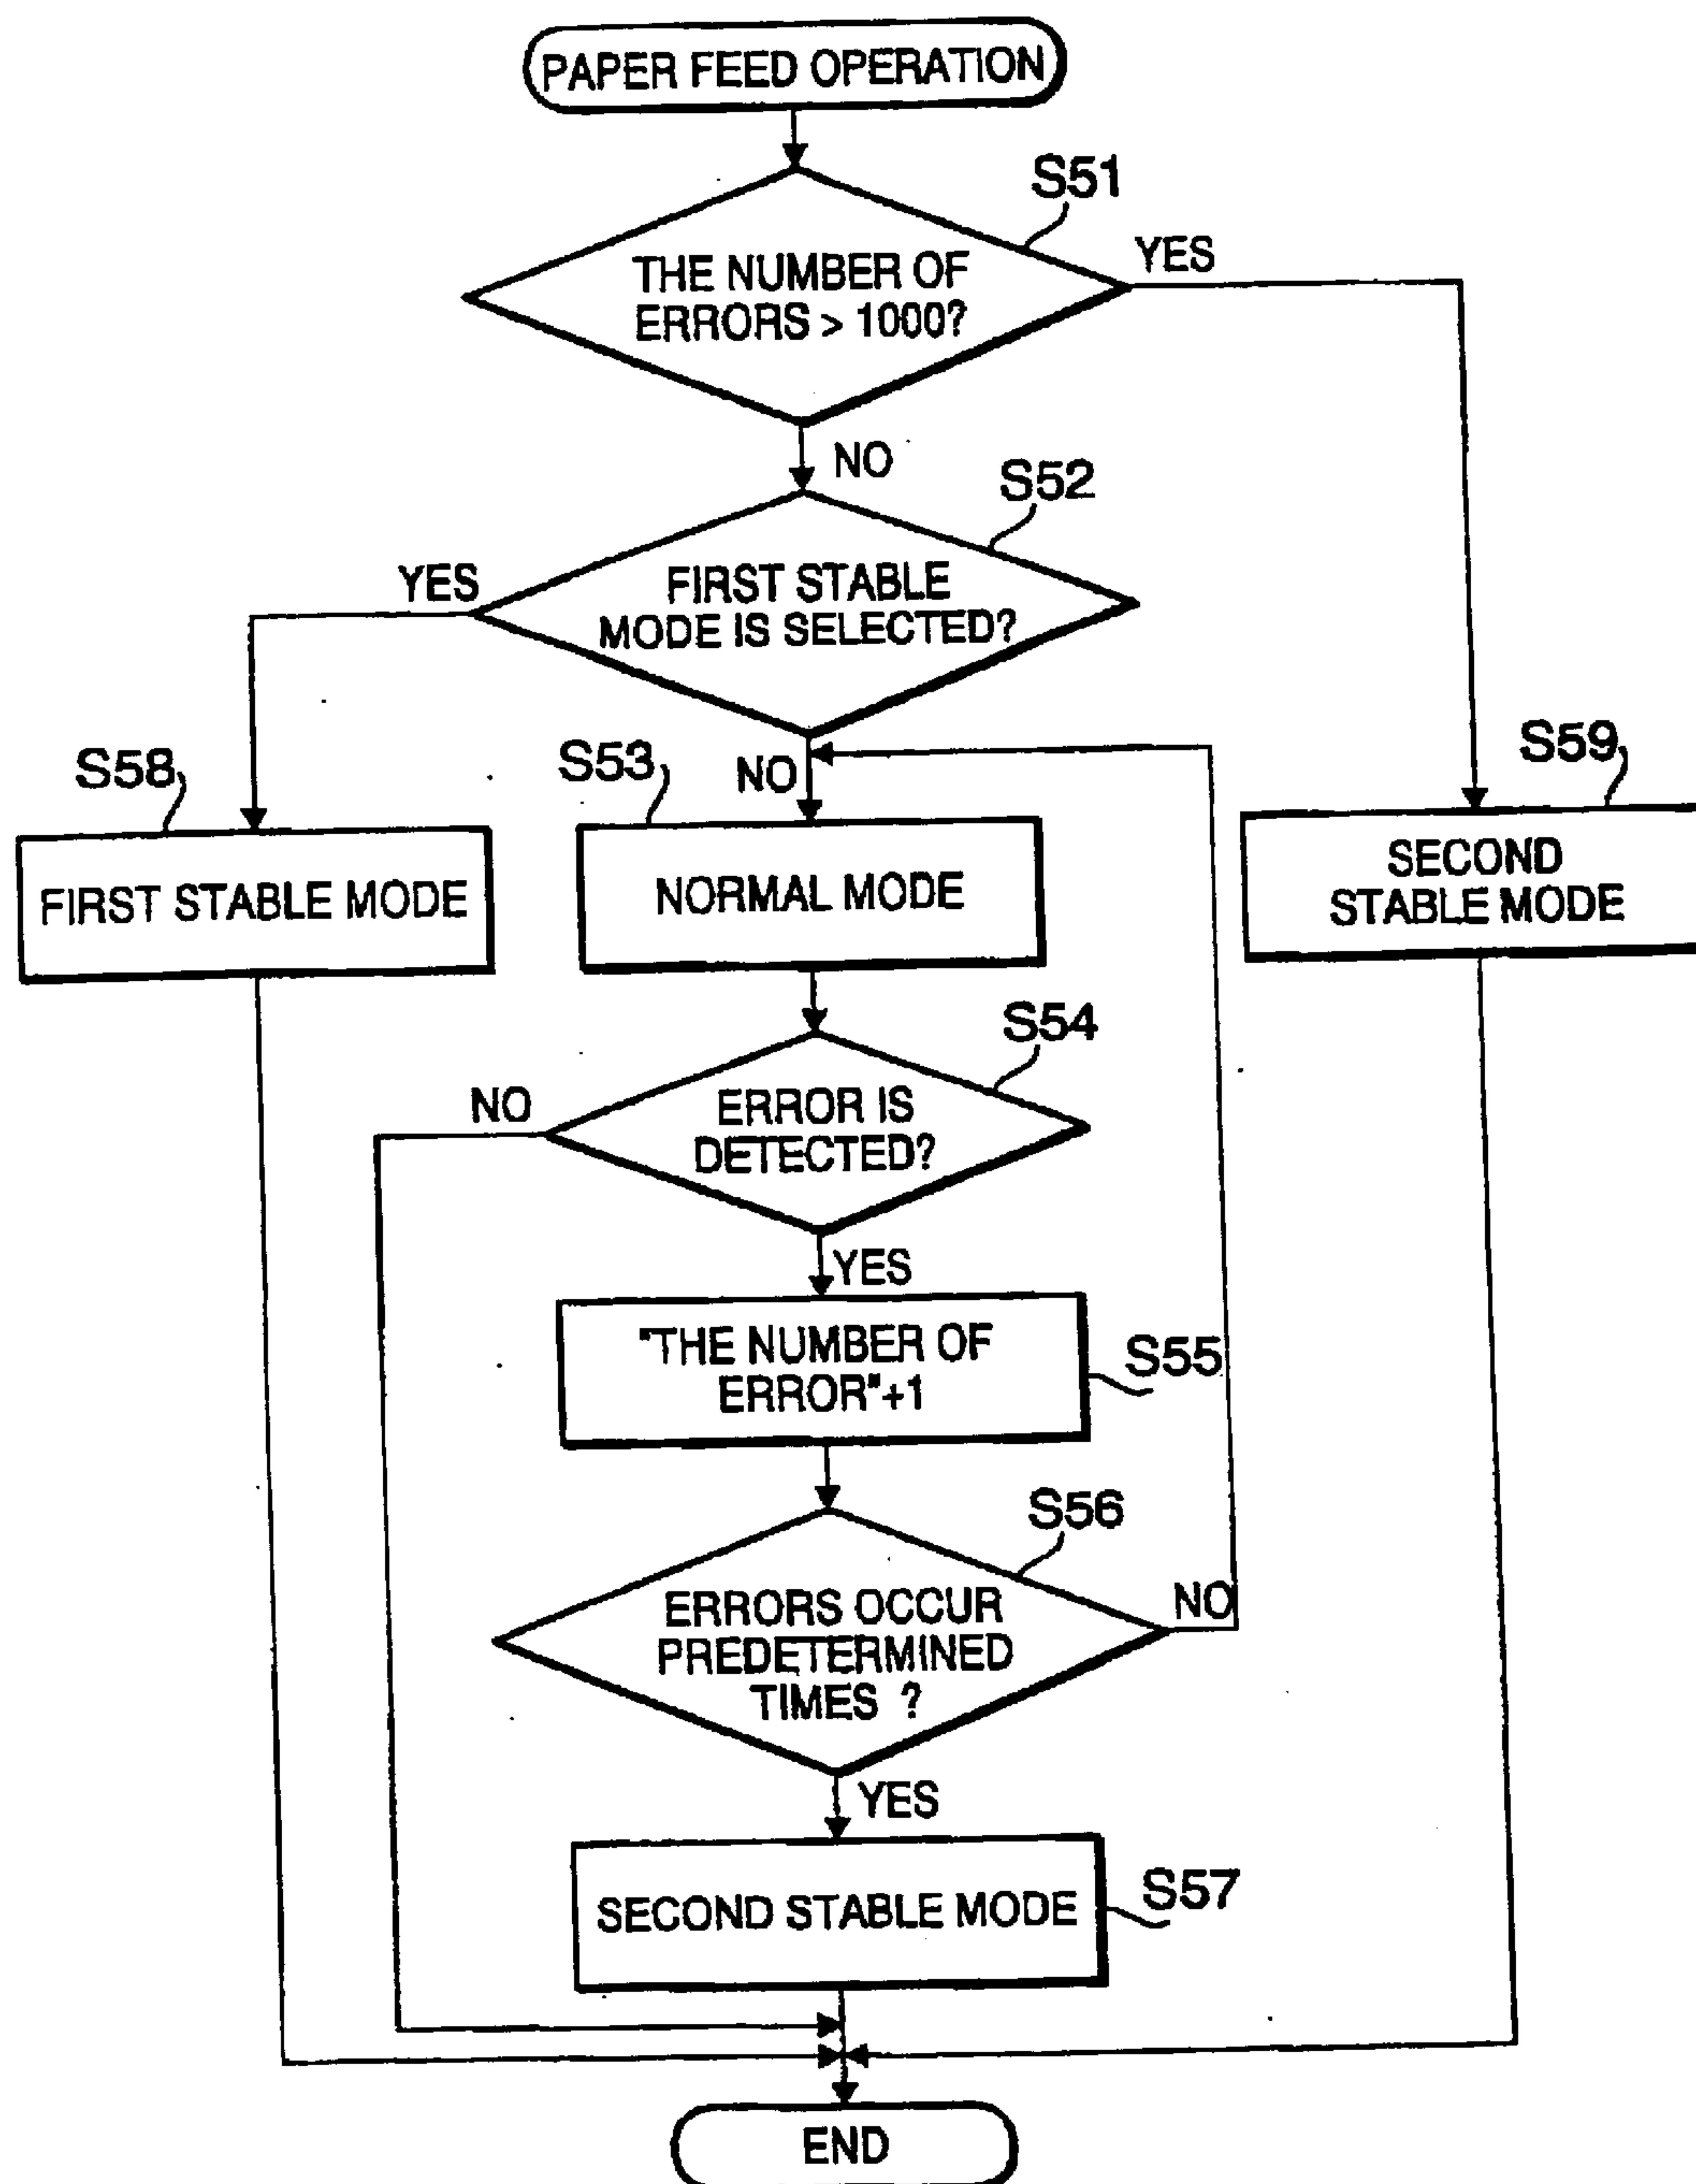 PAPER FEED OPERATION
S51
THE NUMBER OF
ERRORS > 1000?
YES
NO
S52
FIRST STABLE
MODE IS SELECTED?
YES
NO
S58
FIRST STABLE MODE
S53
NORMAL MODE
S59
SECOND
STABLE MODE
S54
ERROR IS
DETECTED?
NO
YES
"THE NUMBER OF
ERROR"+1
S55
S56
ERRORS OCCUR
PREDETERMINED
TIMES ?
NO
YES
SECOND STABLE MODE
S57
END